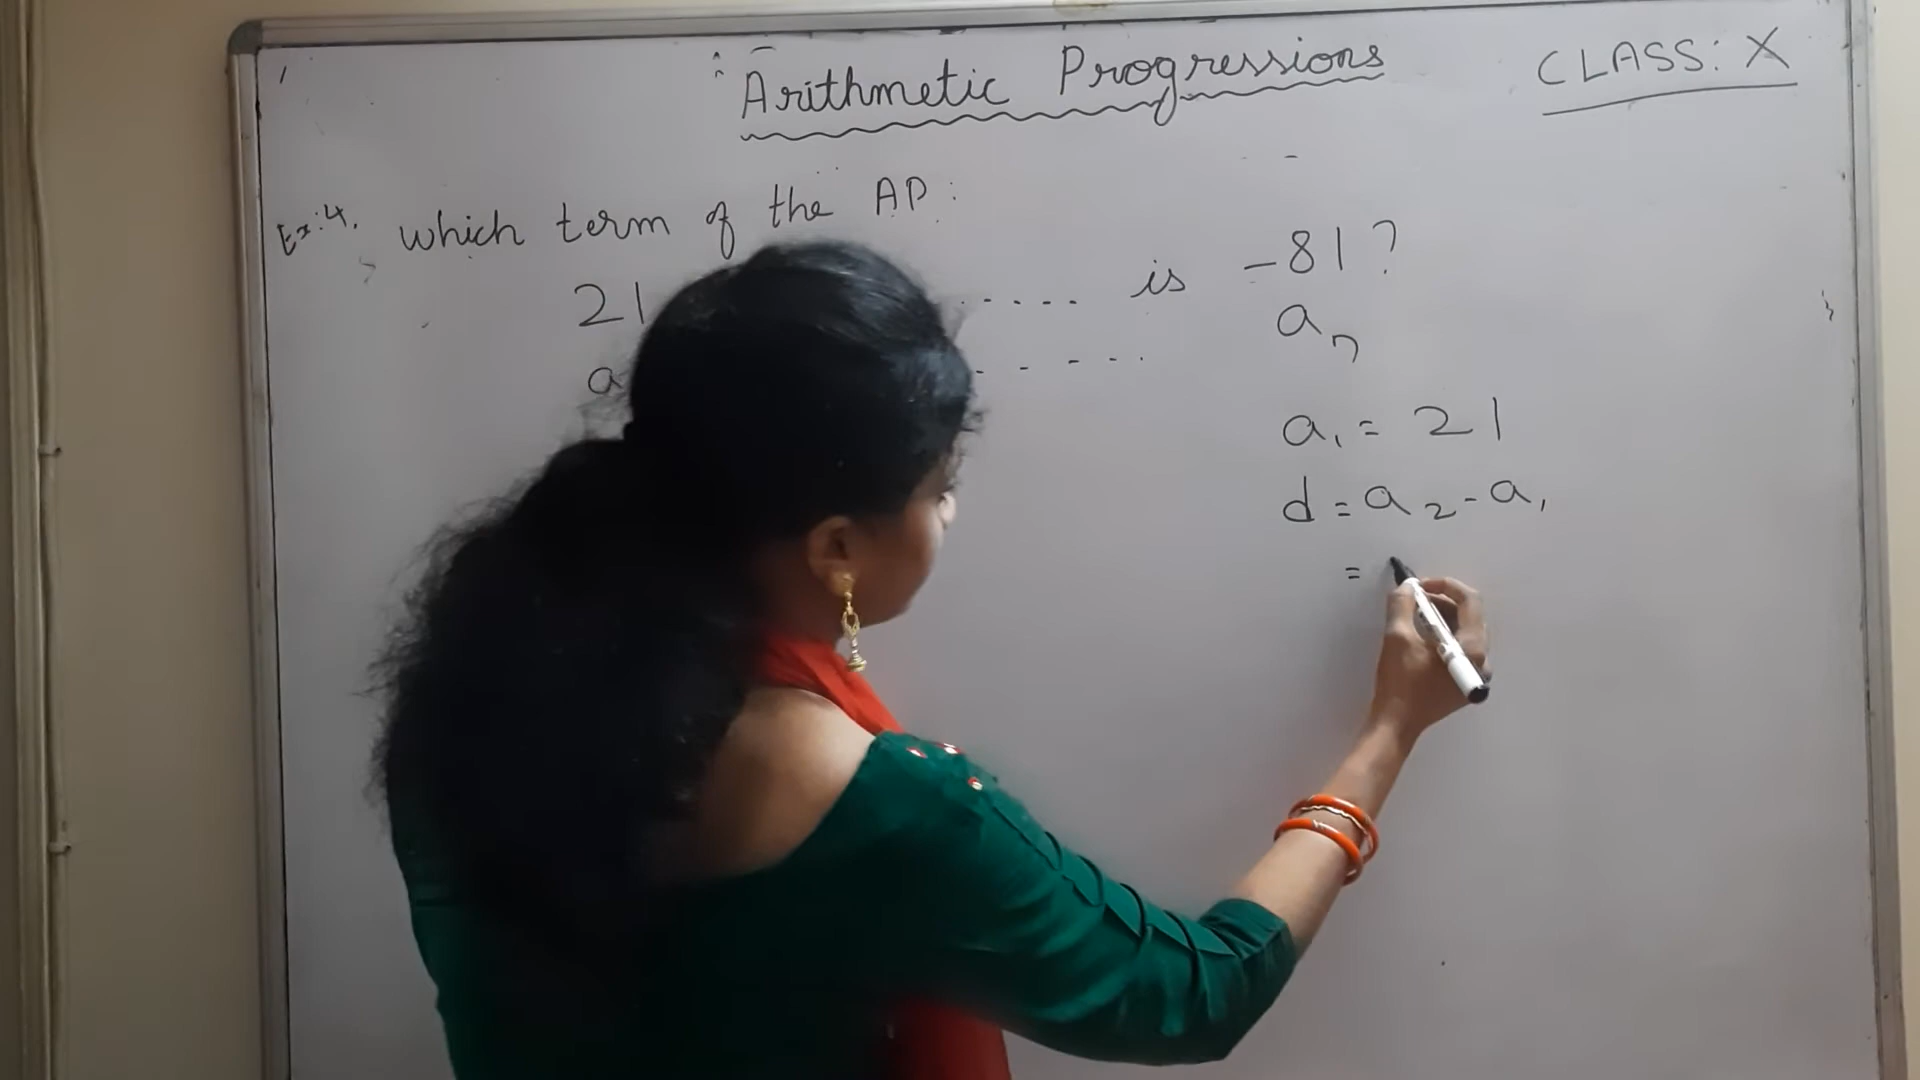 Arithmetic Progressions
CLASS: X
Ex:4. which term of the AP:
21 ..... is -81?
a - - ... aₙ
a₁ = 21
d = a₂ - a₁
=